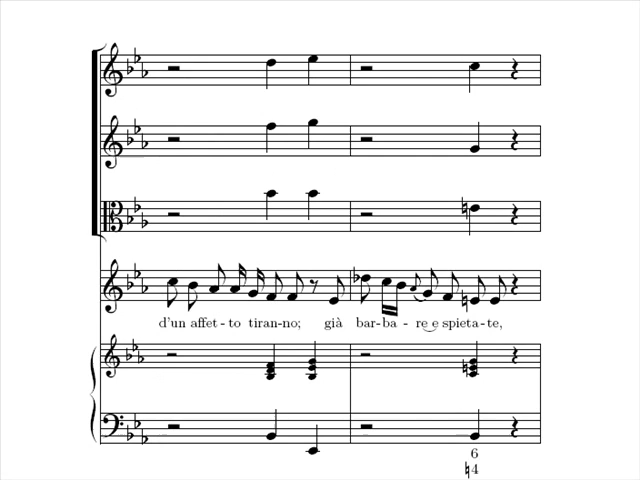 d'un affet - to tiran-no; già bar-ba - re e spieta-te,
6
♮4